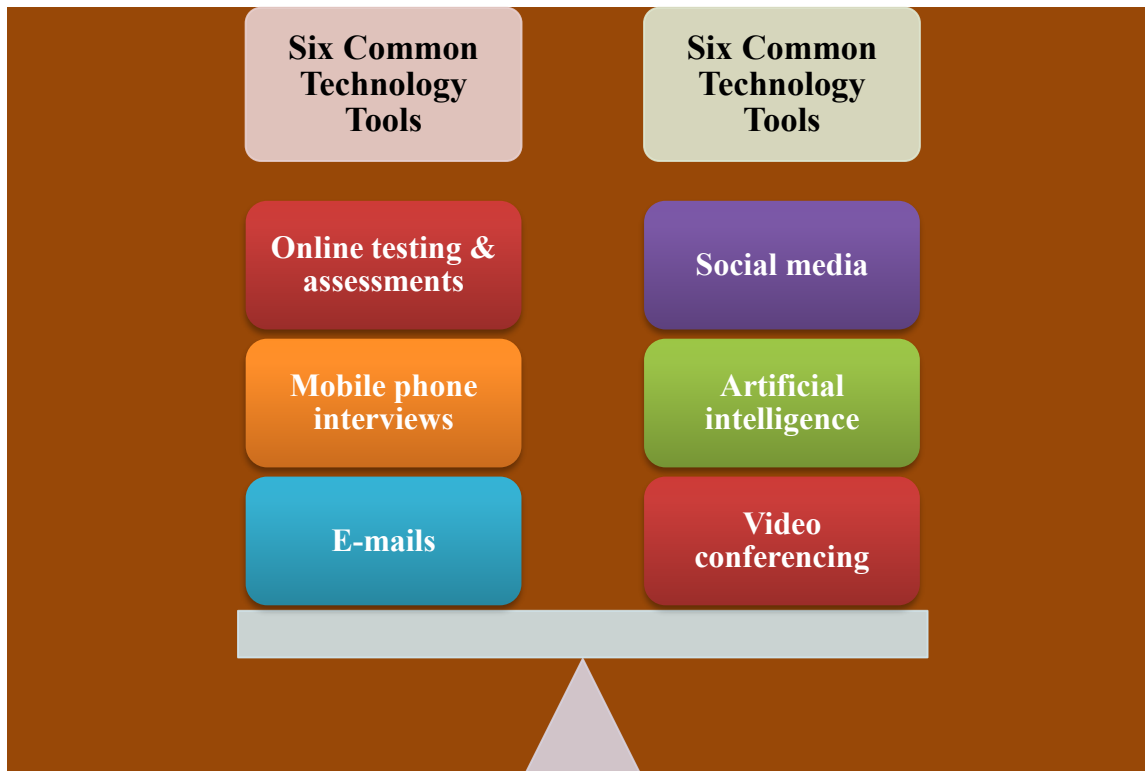 Six Common
Technology
Tools
Online testing &
assessments
Mobile phone
interviews
E-mails
Six Common
Technology
Tools
Social media
Artificial
intelligence
Video
conferencing